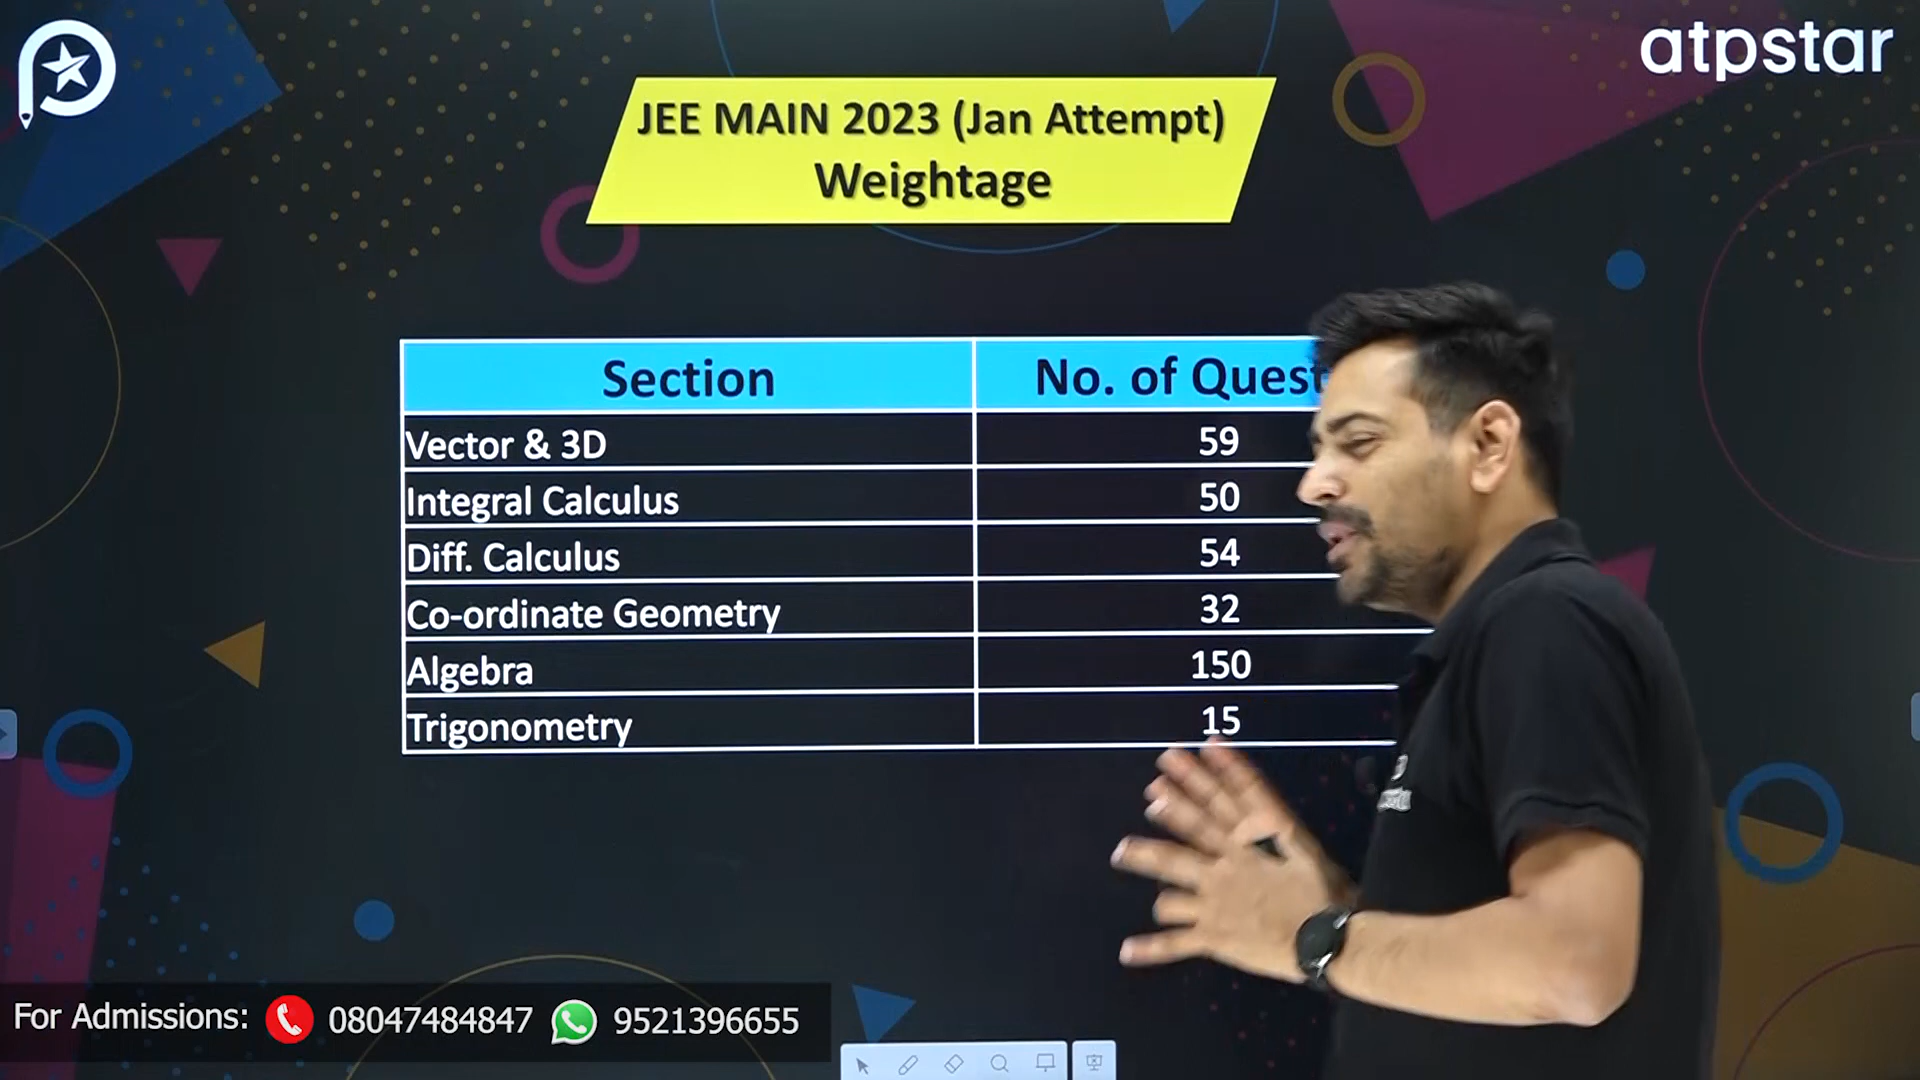 atpstar
JEE MAIN 2023 (Jan Attempt)
Weightage
Section No. of
Vector & 3D 59
Integral Calculus 50
Diff. Calculus 54
Co-ordinate Geometry 32
Algebra 150
Trigonometry 15
For Admissions: 08047484847 9521396655